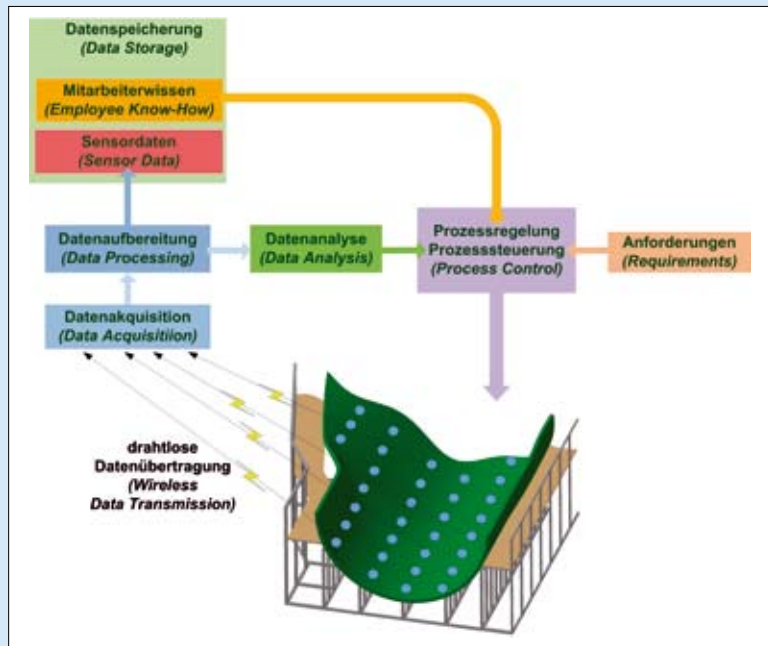 Datenspeicherung
(Data Storage)
Mitarbeiterwissen
(Employee Know-How)
Sensordaten
(Sensor Data)
Datenaufbereitung
(Data Processing)
Datenanalyse
(Data Analysis)
Prozessregelung
Prozesssteuerung
(Process Control)
Anforderungen
(Requirements)
Datenakquisition
(Data Acquisitiion)
drahtlose
Datenübertragung
(Wireless
Data Transmission)